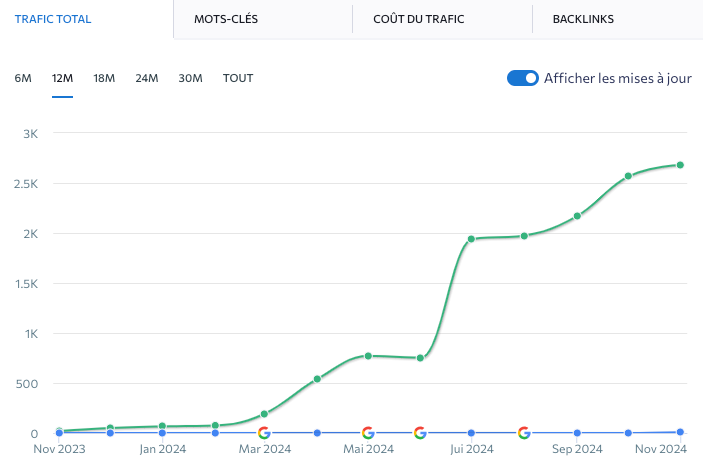 TRAFIC TOTAL MOTS-CLÉS COÛT DU TRAFIC BACKLINKS
6M 12M 18M 24M 30M TOUT Afficher les mises à jour
3K
2.5K
2K
1.5K
1K
500
0
Nov 2023 Jan 2024 Mar 2024 Mai 2024 Jui 2024 Sep 2024 Nov 2024